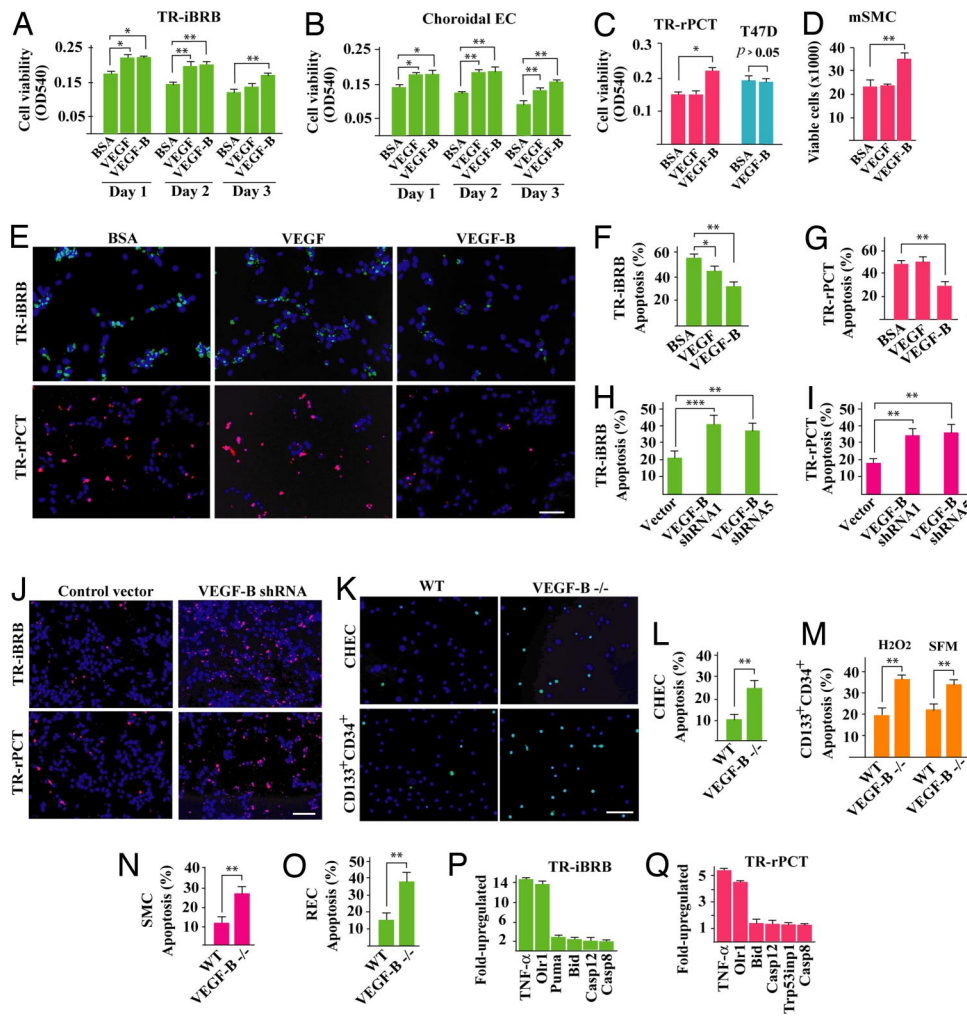 A
TR-iBRB
Cell viability
(OD540)
0.25
0.15
0.05
*
*
**
**
**
BSA
VEGF
VEGF-B
BSA
VEGF
VEGF-B
BSA
VEGF
VEGF-B
Day 1
Day 2
Day 3
B
Choroidal EC
Cell viability
(OD540)
0.25
0.15
0.05
*
*
**
**
**
**
BSA
VEGF
VEGF-B
BSA
VEGF
VEGF-B
BSA
VEGF
VEGF-B
Day 1
Day 2
Day 3
C
TR-rPCT
T47D
p > 0.05
*
Cell viability
(OD540)
0.3
0.2
0.1
BSA
VEGF
VEGF-B
BSA
VEGF-B
D
mSMC
**
Viable cells (x1000)
40
30
20
10
BSA
VEGF
VEGF-B
E
BSA
VEGF
VEGF-B
TR-iBRB
TR-rPCT
F
TR-iBRB
Apoptosis (%)
60
40
20
*
**
BSA
VEGF
VEGF-B
G
TR-rPCT
Apoptosis (%)
60
40
20
**
BSA
VEGF
VEGF-B
H
TR-iBRB
Apoptosis (%)
50
40
30
20
10
***
**
Vector
VEGF-B
shRNA1
VEGF-B
shRNA5
I
TR-rPCT
Apoptosis (%)
50
40
30
20
10
**
**
Vector
VEGF-B
shRNA1
VEGF-B
shRNA5
J
Control vector
VEGF-B shRNA
TR-iBRB
TR-rPCT
K
WT
VEGF-B -/-
CHEC
CD133+CD34+
L
CHEC
Apoptosis (%)
40
30
20
10
**
WT
VEGF-B -/-
M
H2O2
SFM
CD133+CD34+
Apoptosis (%)
40
30
20
10
**
**
WT
VEGF-B -/-
WT
VEGF-B -/-
N
SMC
Apoptosis (%)
40
30
20
10
**
WT
VEGF-B -/-
O
REC
Apoptosis (%)
50
40
30
20
10
**
WT
VEGF-B -/-
P
TR-iBRB
Fold-upregulated
14
10
6
2
TNF-α
Olr1
Puma
Bid
Casp12
Casp8
Q
TR-rPCT
Fold-upregulated
5
3
1
TNF-α
Olr1
Bid
Casp12
Trp53inp1
Casp8